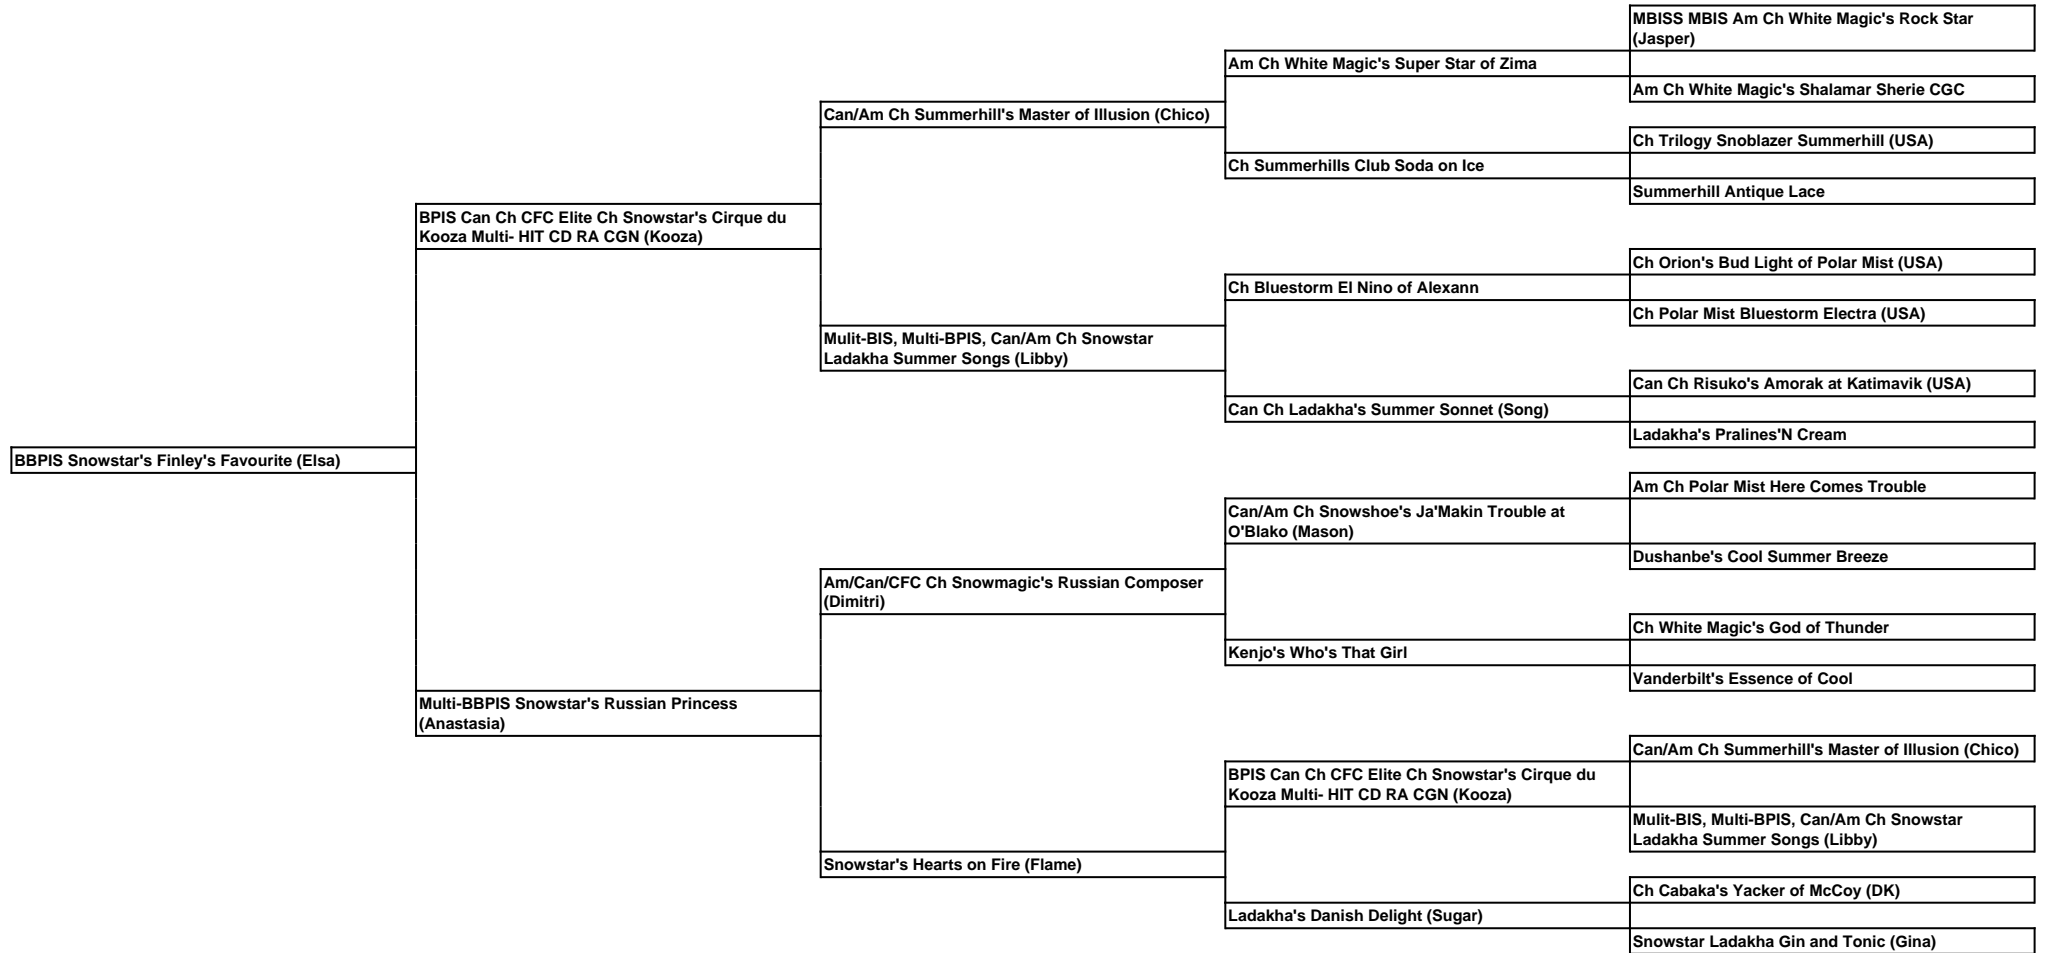 MBISS MBIS Am Ch White Magic's Rock Star
(Jasper)
Am Ch White Magic's Super Star of Zima
Am Ch White Magic's Shalamar Sherie CGC
Can/Am Ch Summerhill's Master of Illusion (Chico)
Ch Trilogy Snoblazer Summerhill (USA)
Ch Summerhills Club Soda on Ice
Summerhill Antique Lace
BPIS Can Ch CFC Elite Ch Snowstar's Cirque du
Kooza Multi- HIT CD RA CGN (Kooza)
Ch Orion's Bud Light of Polar Mist (USA)
Ch Bluestorm El Nino of Alexann
Ch Polar Mist Bluestorm Electra (USA)
Mulit-BIS, Multi-BPIS, Can/Am Ch Snowstar
Ladakha Summer Songs (Libby)
Can Ch Risuko's Amorak at Katimavik (USA)
Can Ch Ladakha's Summer Sonnet (Song)
Ladakha's Pralines'N Cream
BBPIS Snowstar's Finley's Favourite (Elsa)
Am Ch Polar Mist Here Comes Trouble
Can/Am Ch Snowshoe's Ja'Makin Trouble at
O'Blako (Mason)
Dushanbe's Cool Summer Breeze
Am/Can/CFC Ch Snowmagic's Russian Composer
(Dimitri)
Ch White Magic's God of Thunder
Kenjo's Who's That Girl
Vanderbilt's Essence of Cool
Multi-BBPIS Snowstar's Russian Princess
(Anastasia)
Can/Am Ch Summerhill's Master of Illusion (Chico)
BPIS Can Ch CFC Elite Ch Snowstar's Cirque du
Kooza Multi- HIT CD RA CGN (Kooza)
Mulit-BIS, Multi-BPIS, Can/Am Ch Snowstar
Ladakha Summer Songs (Libby)
Snowstar's Hearts on Fire (Flame)
Ch Cabaka's Yacker of McCoy (DK)
Ladakha's Danish Delight (Sugar)
Snowstar Ladakha Gin and Tonic (Gina)